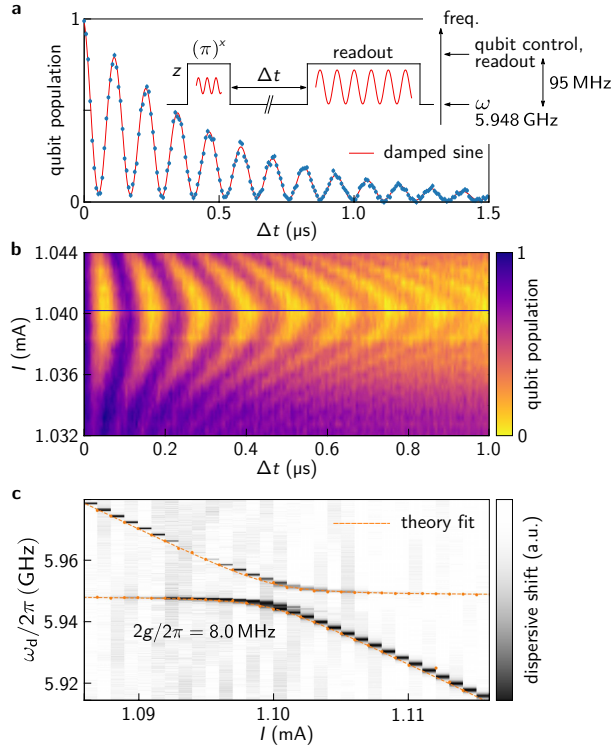 a
1
qubit population
0
0
0.5
1.0
1.5
Δt (μs)
z
(π)ˣ
Δt
readout
freq.
qubit control,
readout
95 MHz
ω
5.948 GHz
damped sine
b
1.044
1.040
1.036
1.032
I (mA)
0
0.2
0.4
0.6
0.8
1.0
Δt (μs)
1
0
qubit population
c
5.96
5.94
5.92
ω_d/2π (GHz)
theory fit
2g/2π = 8.0 MHz
1.09
1.10
1.11
I (mA)
dispersive shift (a.u.)